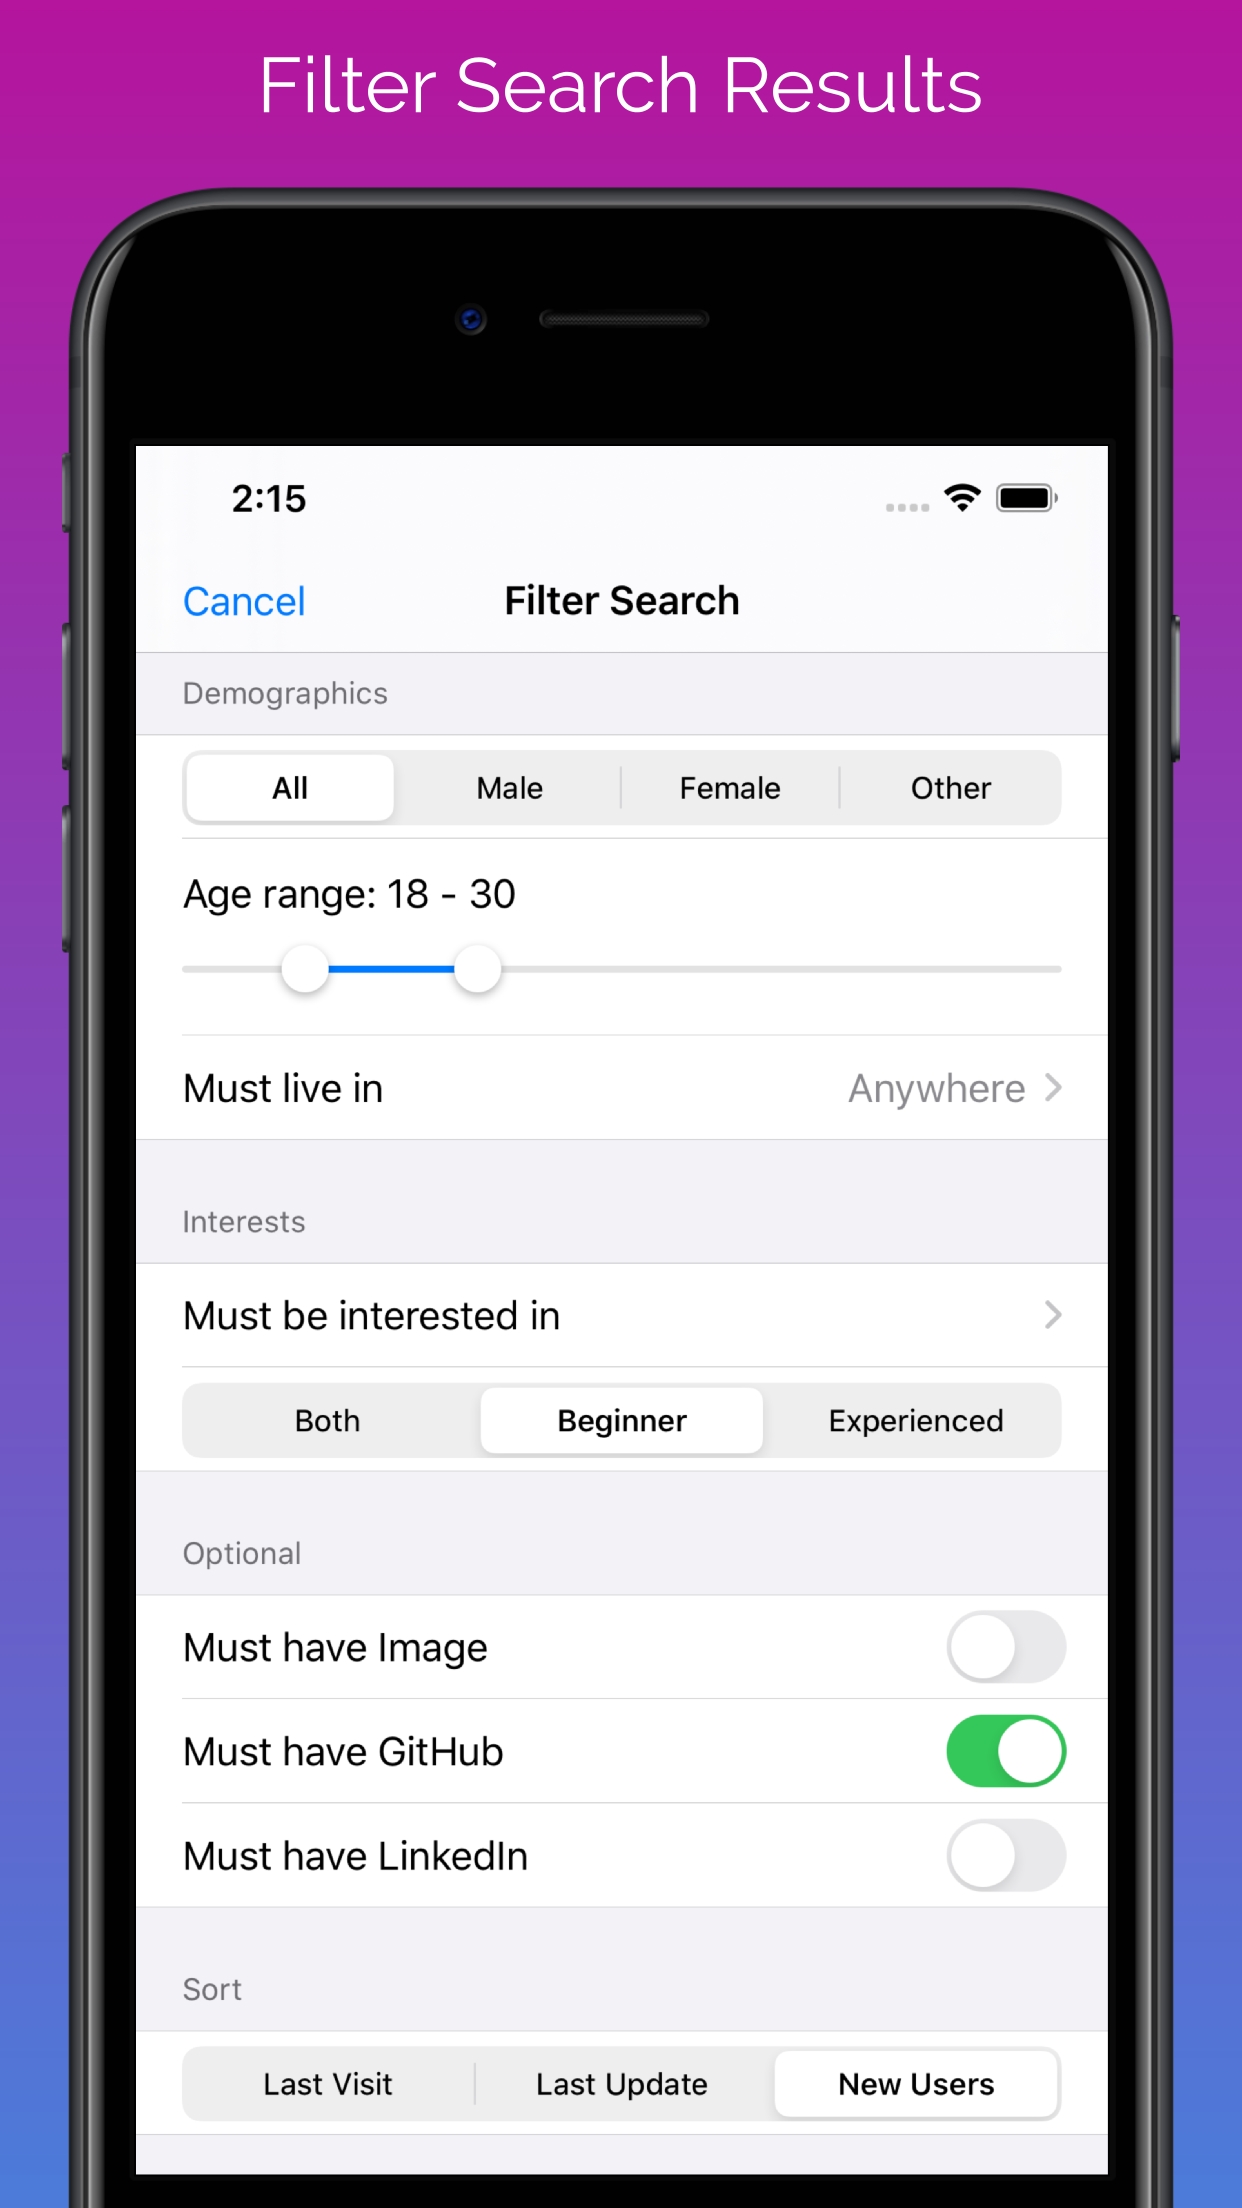 Filter Search Results
2:15
Cancel Filter Search
Demographics
All Male Female Other
Age range: 18 - 30
Must live in Anywhere
Interests
Must be interested in
Both Beginner Experienced
Optional
Must have Image
Must have GitHub
Must have LinkedIn
Sort
Last Visit Last Update New Users